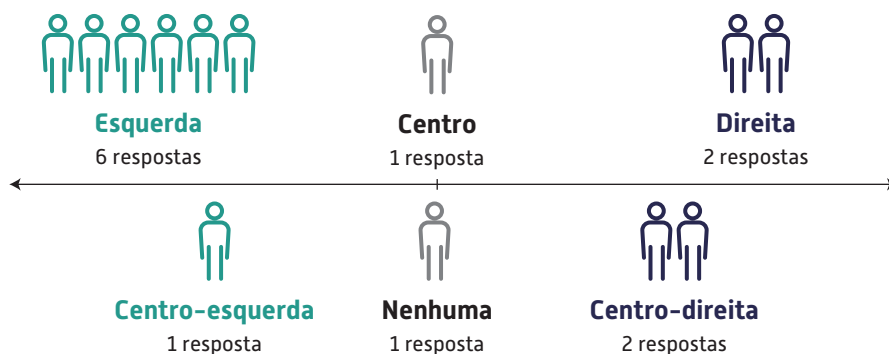 Esquerda
6 respostas
Centro
1 resposta
Direita
2 respostas
Centro-esquerda
1 resposta
Nenhuma
1 resposta
Centro-direita
2 respostas